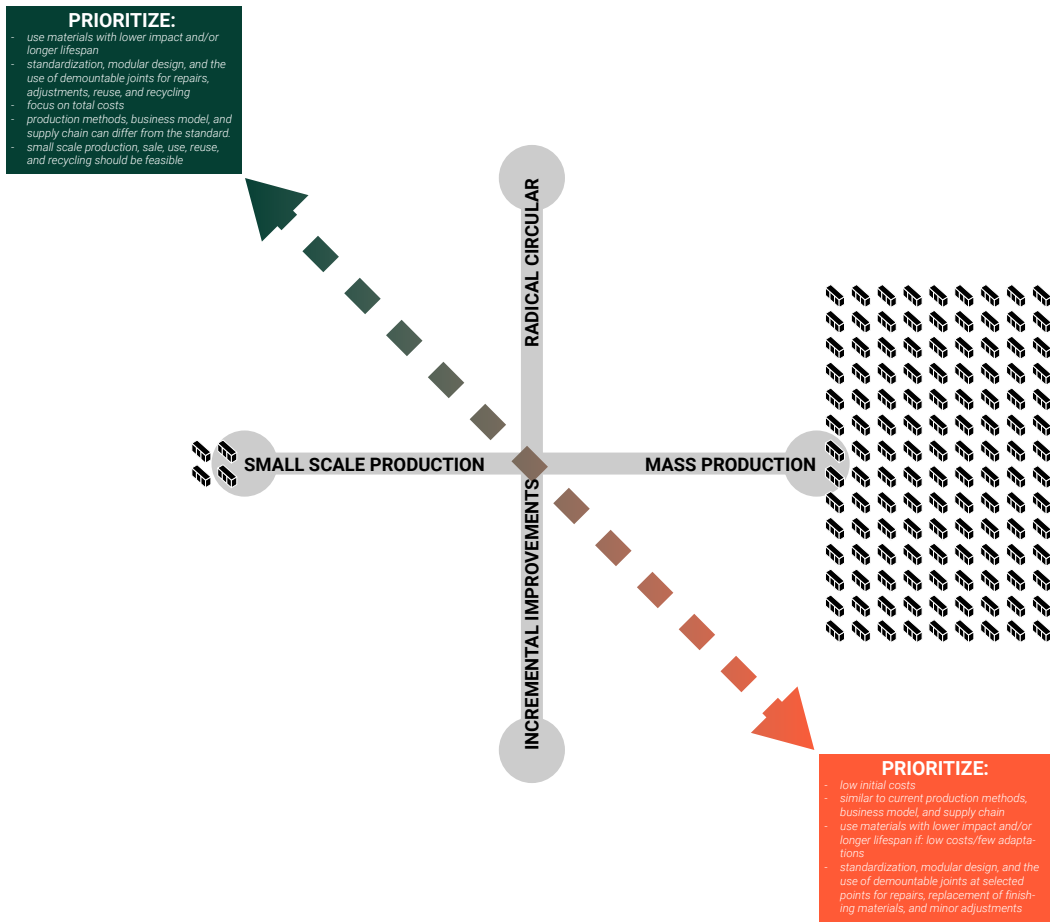 PRIORITIZE:
- use materials with lower impact and/or
longer lifespan
- standardization, modular design, and the
use of demountable joints for repairs,
adjustments, reuse, and recycling
- focus on total costs
- production methods, business model, and
supply chain can differ from the standard.
- small scale production, sale, use, reuse,
and recycling should be feasible
RADICAL CIRCULAR
SMALL SCALE PRODUCTION
MASS PRODUCTION
INCREMENTAL IMPROVEMENTS
PRIORITIZE:
- low initial costs
- similar to current production methods,
business model, and supply chain
- use materials with lower impact and/or
longer lifespan if: low costs/few adapta-
tions
- standardization, modular design, and the
use of demountable joints at selected
points for repairs, replacement of finish-
ing materials, and minor adjustments